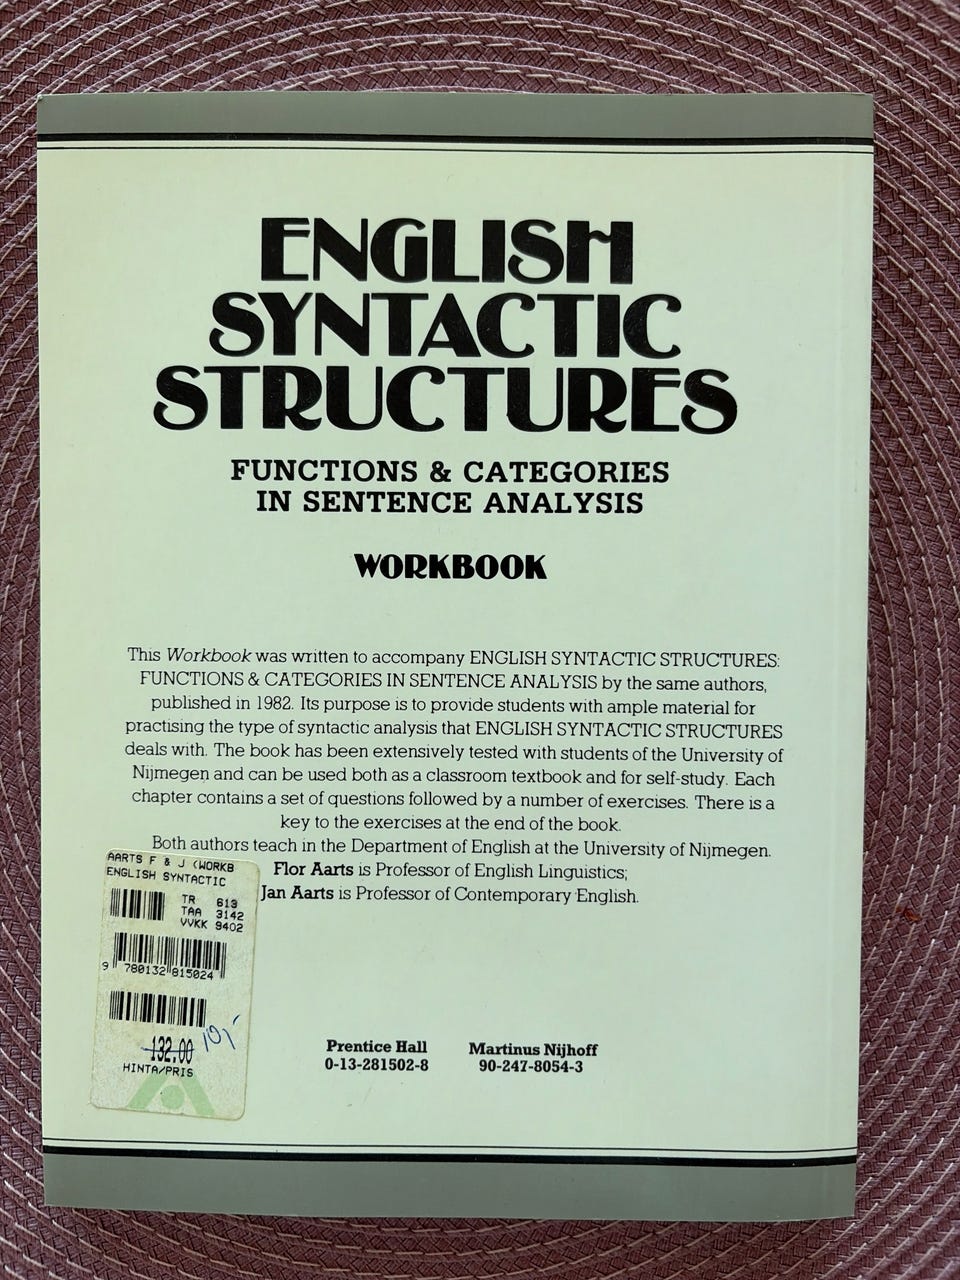 ENGLISH
SYNTACTIC
STRUCTURES
FUNCTIONS & CATEGORIES
IN SENTENCE ANALYSIS
WORKBOOK
This Workbook was written to accompany ENGLISH SYNTACTIC STRUCTURES:
FUNCTIONS & CATEGORIES IN SENTENCE ANALYSIS by the same authors,
published in 1982. Its purpose is to provide students with ample material for
practising the type of syntactic analysis that ENGLISH SYNTACTIC STRUCTURES
deals with. The book has been extensively tested with students of the University of
Nijmegen and can be used both as a classroom textbook and for self-study. Each
chapter contains a set of questions followed by a number of exercises. There is a
key to the exercises at the end of the book.
Both authors teach in the Department of English at the University of Nijmegen.
Flor Aarts is Professor of English Linguistics;
Jan Aarts is Professor of Contemporary English.
AARTS F & J (WORKB
ENGLISH SYNTACTIC
TR 613
TAA 3142
VVKK 9402
9 780132 815024
132.00
HINTA/PRIS
Prentice Hall
0-13-281502-8
Martinus Nijhoff
90-247-8054-3